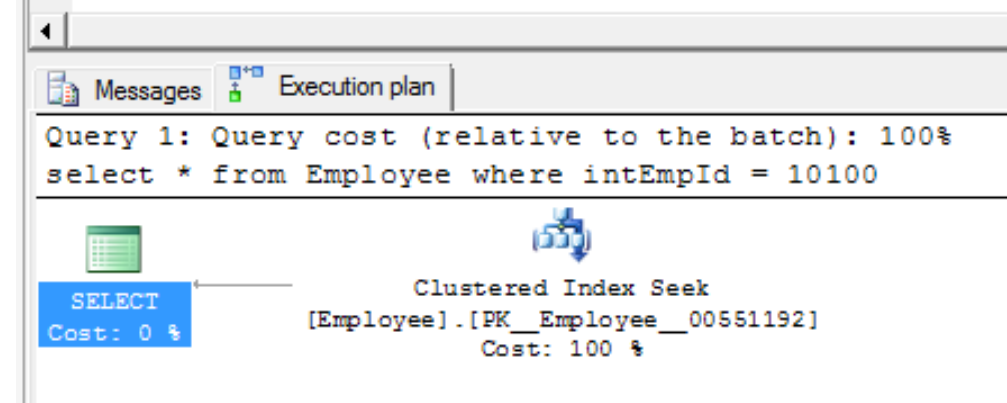 Messages
Execution plan
Query 1: Query cost (relative to the batch): 100%
select * from Employee where intEmpId = 10100
SELECT
Cost: 0 %
Clustered Index Seek
[Employee].[PK__Employee__00551192]
Cost: 100 %